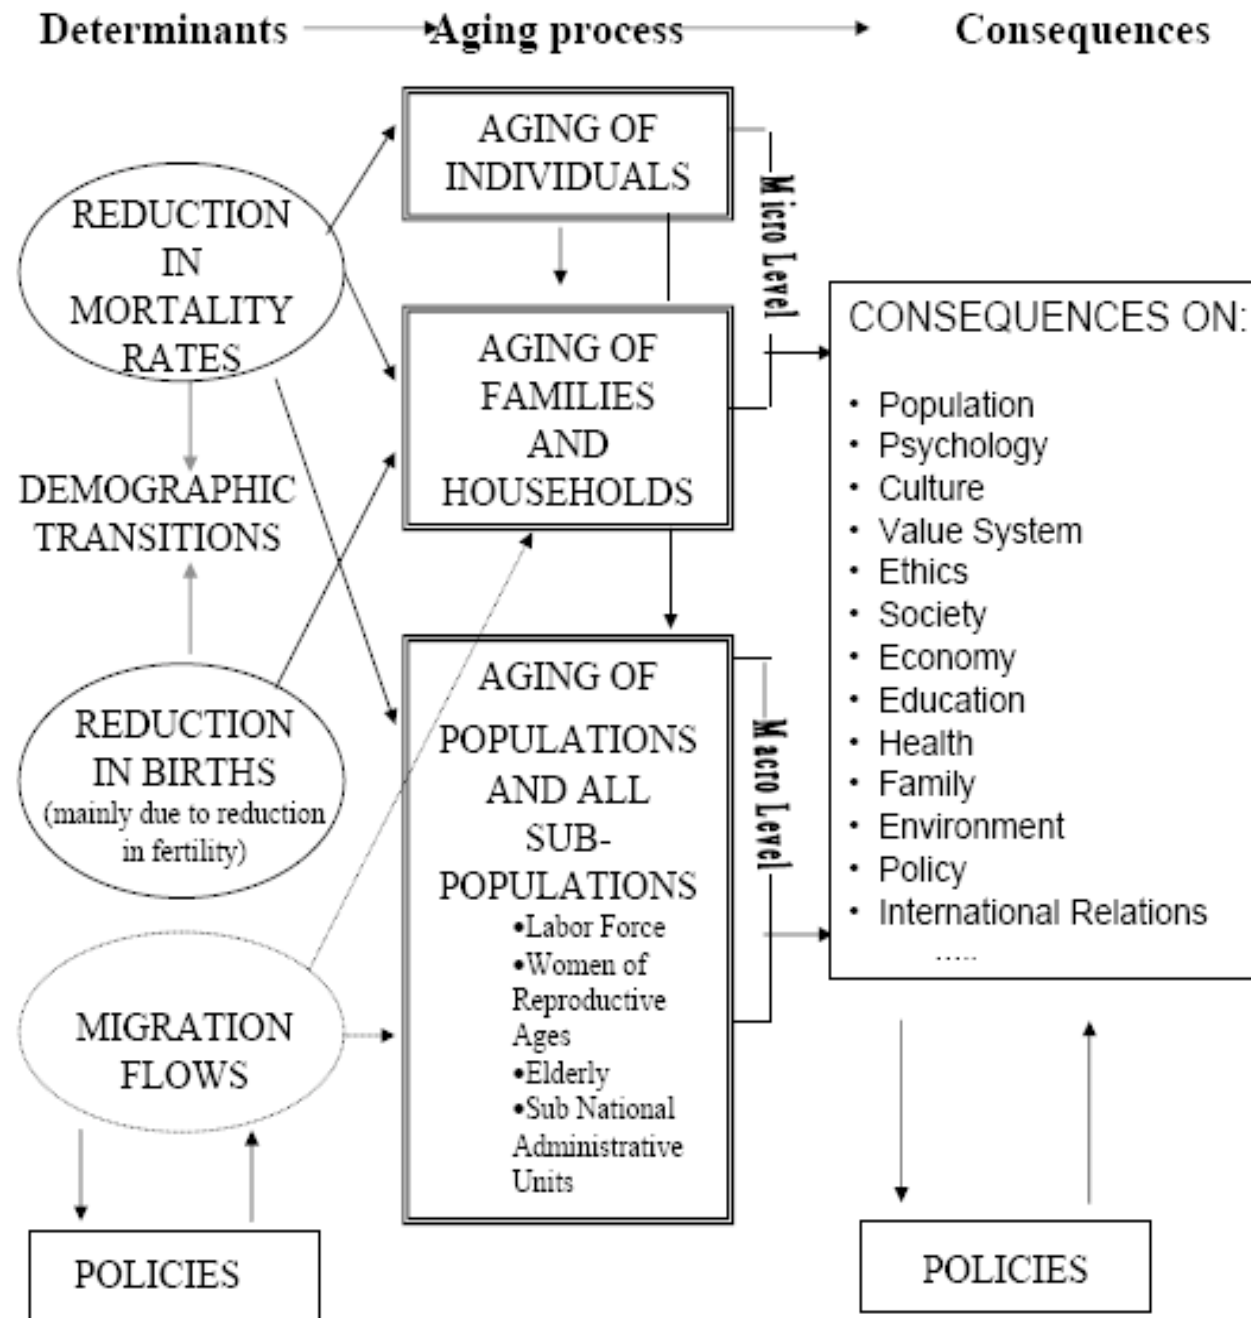 Determinants
Aging process
Consequences
REDUCTION
IN
MORTALITY
RATES
DEMOGRAPHIC
TRANSITIONS
REDUCTION
IN BIRTHS
(mainly due to reduction
in fertility)
MIGRATION
FLOWS
POLICIES
AGING OF
INDIVIDUALS
AGING OF
FAMILIES
AND
HOUSEHOLDS
AGING OF
POPULATIONS
AND ALL
SUB-
POPULATIONS
•Labor Force
•Women of
Reproductive
Ages
•Elderly
•Sub National
Administrative
Units
Micro Level
Macro Level
CONSEQUENCES ON:
• Population
• Psychology
• Culture
• Value System
• Ethics
• Society
• Economy
• Education
• Health
• Family
• Environment
• Policy
• International Relations
.....
POLICIES